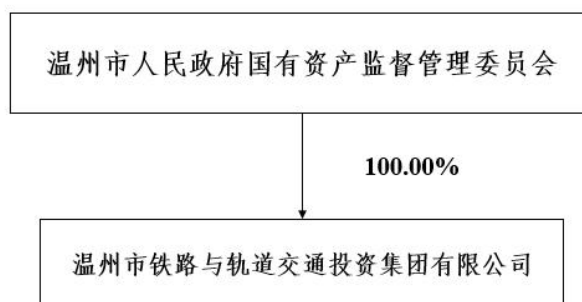 温州市人民政府国有资产监督管理委员会
100.00%
温州市铁路与轨道交通投资集团有限公司